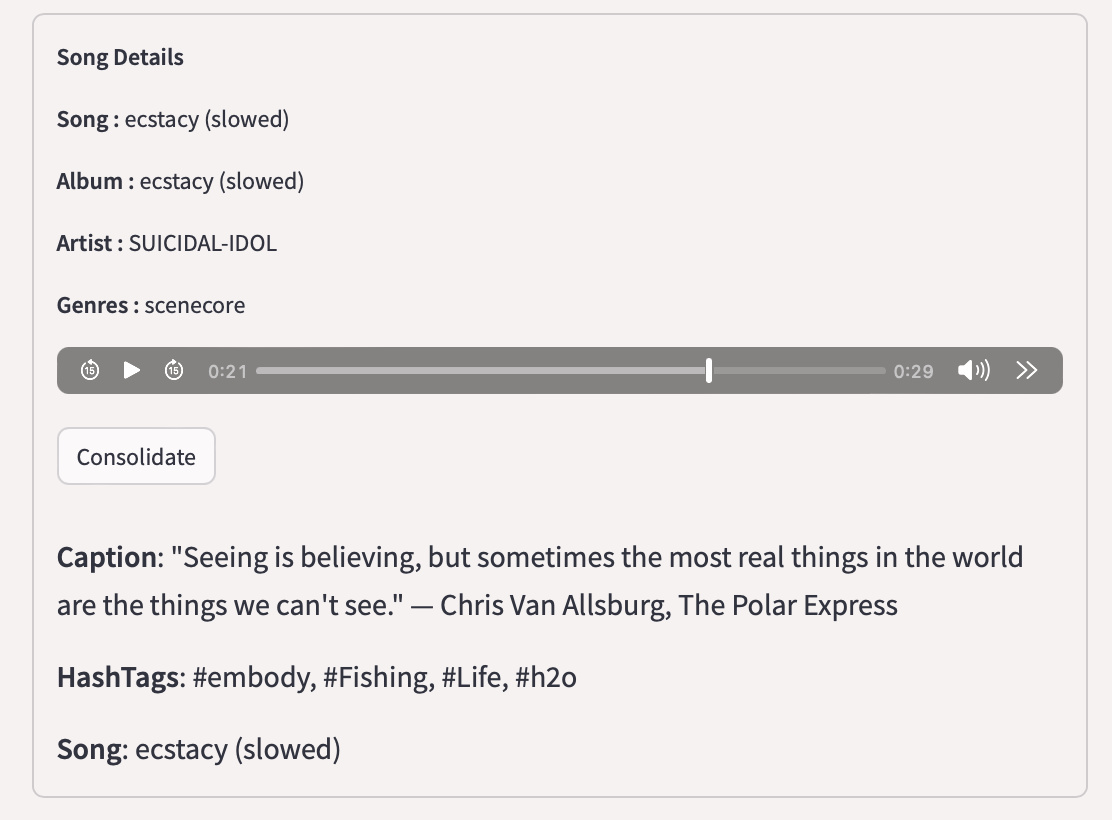 Song Details
Song : ecstacy (slowed)
Album : ecstacy (slowed)
Artist : SUICIDAL-IDOL
Genres : scenecore
15 15 0:21 0:29
Consolidate
Caption: "Seeing is believing, but sometimes the most real things in the world
are the things we can't see." — Chris Van Allsburg, The Polar Express
HashTags: #embody, #Fishing, #Life, #h2o
Song: ecstacy (slowed)